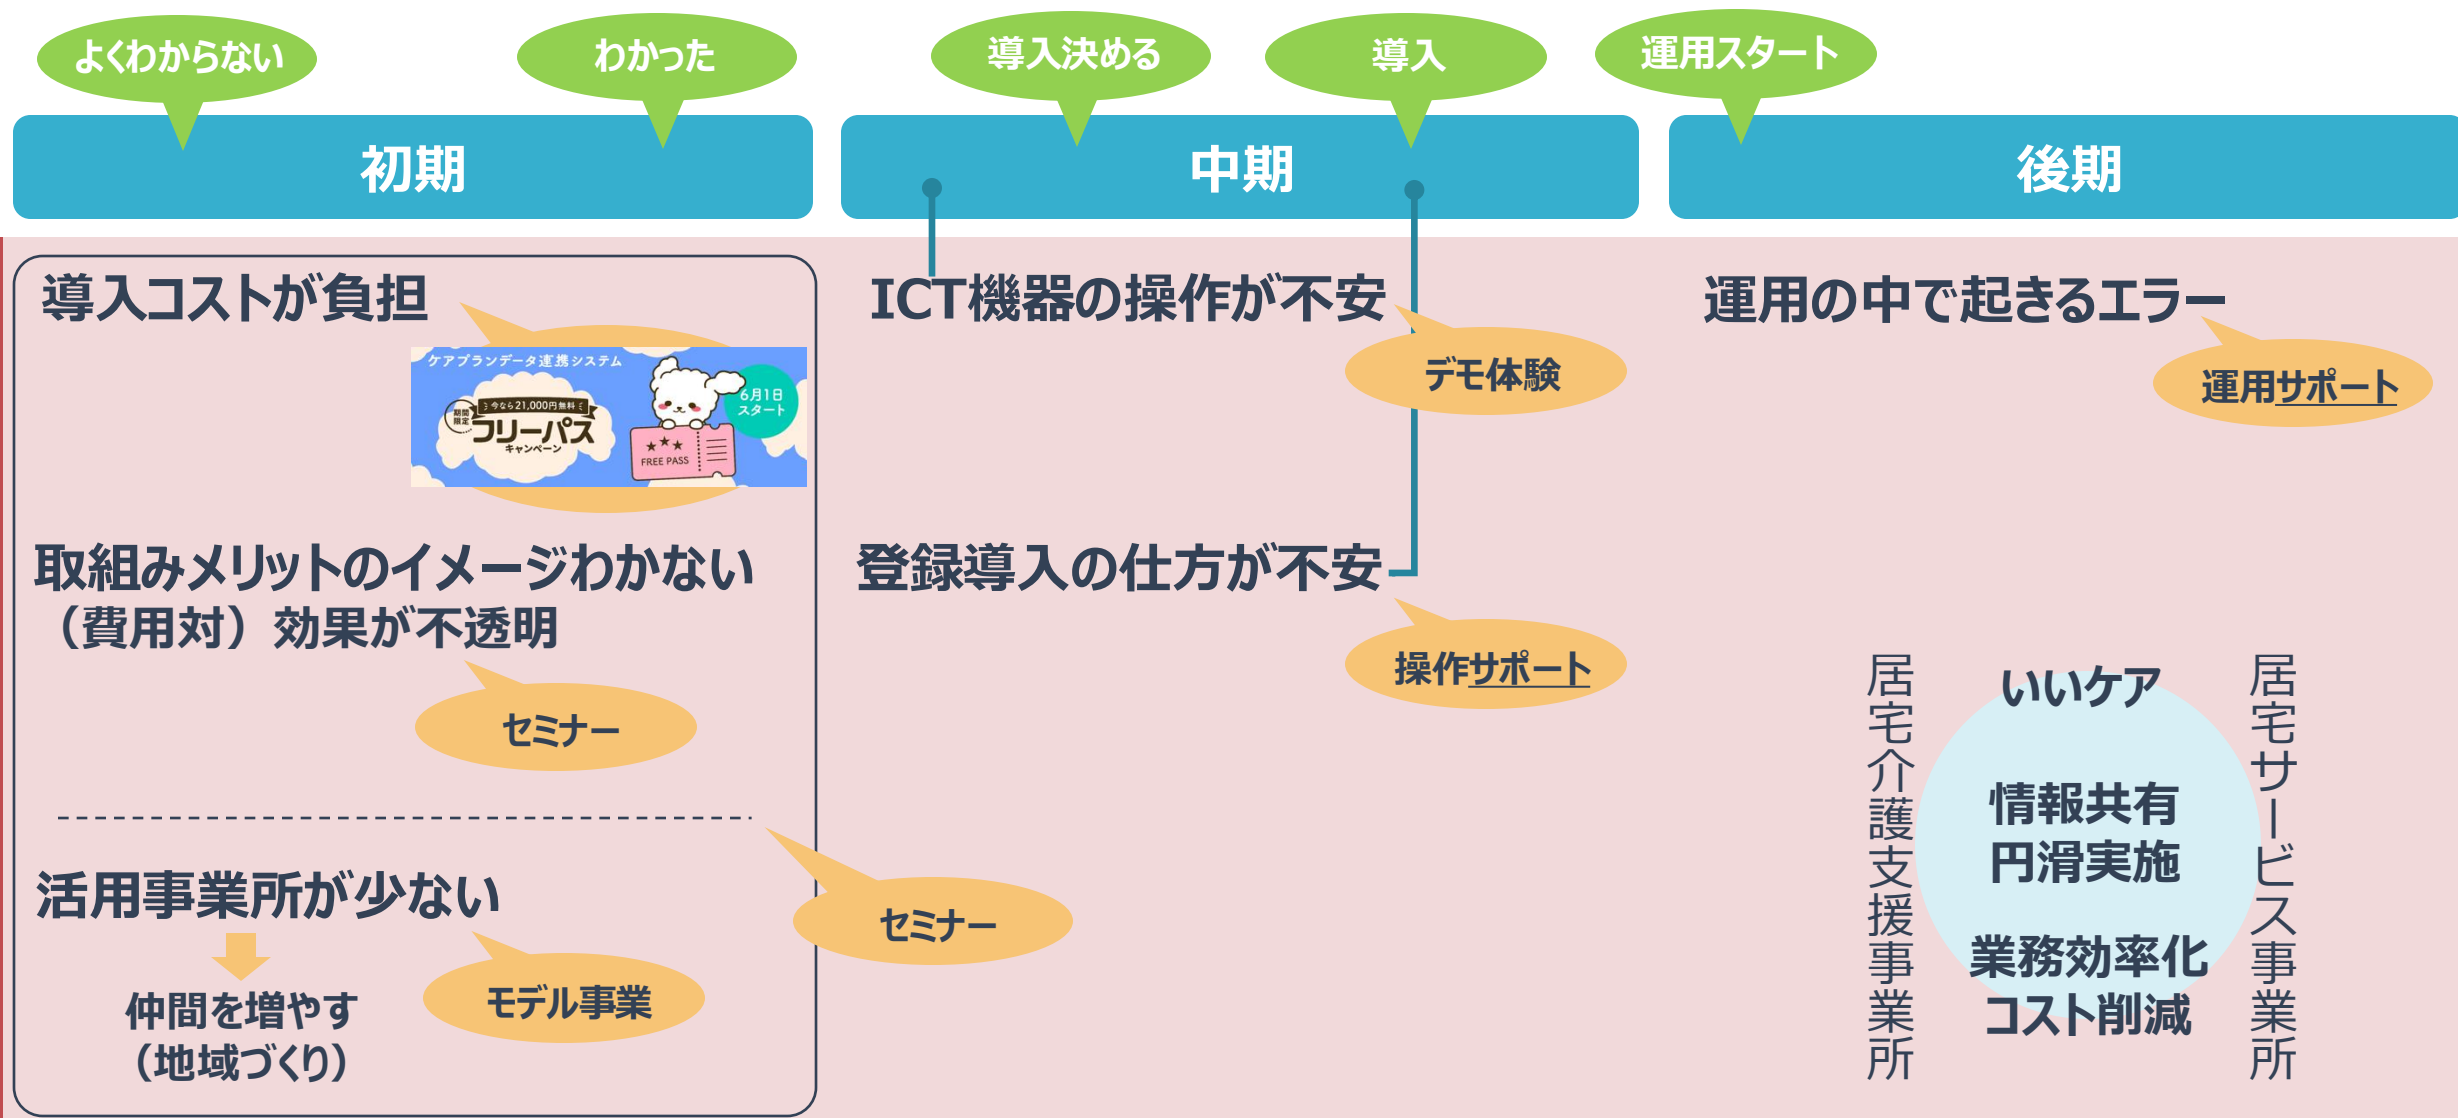 よくわからない
わかった
導入決める
導入
運用スタート
初期
中期
後期
導入コストが負担
ケアプランデータ連携システム
今なら21,000円無料
期間
限定
フリーパス
キャンペーン
6月1日
スタート
FREE PASS
取組みメリットのイメージわかない
（費用対）効果が不透明
セミナー
活用事業所が少ない
仲間を増やす
（地域づくり）
モデル事業
セミナー
ICT機器の操作が不安
デモ体験
登録導入の仕方が不安
操作サポート
運用の中で起きるエラー
運用サポート
居宅介護支援事業所
いいケア
情報共有
円滑実施
業務効率化
コスト削減
居宅サービス事業所